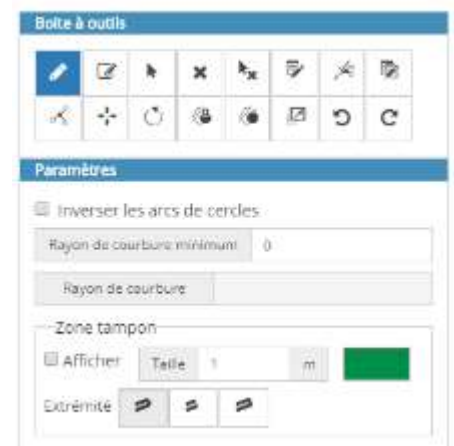 Boite à outils
Paramètres
Inverser les arcs de cercles
Rayon de courbure minimum 0
Rayon de courbure
Zone tampon
Afficher Taille 1 m
Extrémité